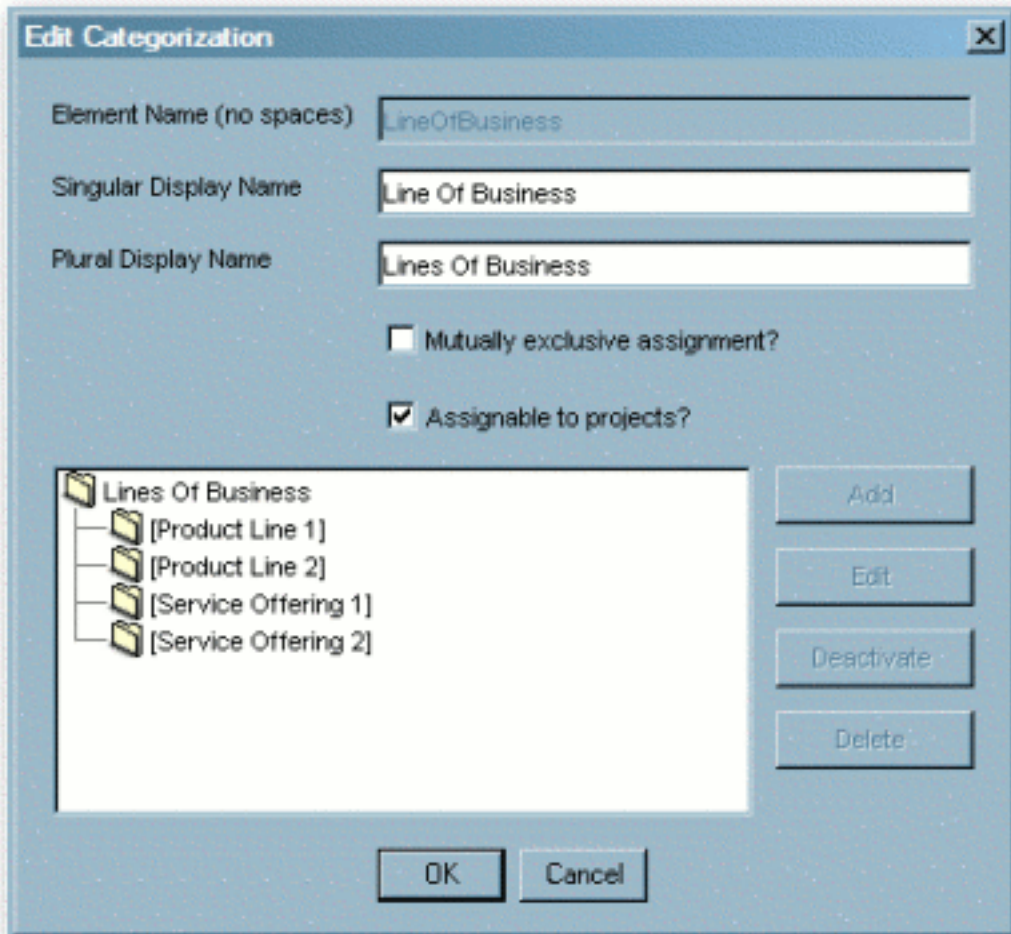 Edit Categorization
Element Name (no spaces)
LineOfBusiness
Singular Display Name
Line Of Business
Plural Display Name
Lines Of Business
Mutually exclusive assignment?
Assignable to projects?
Lines Of Business
[Product Line 1]
[Product Line 2]
[Service Offering 1]
[Service Offering 2]
Add
Edit
Deactivate
Delete
OK
Cancel